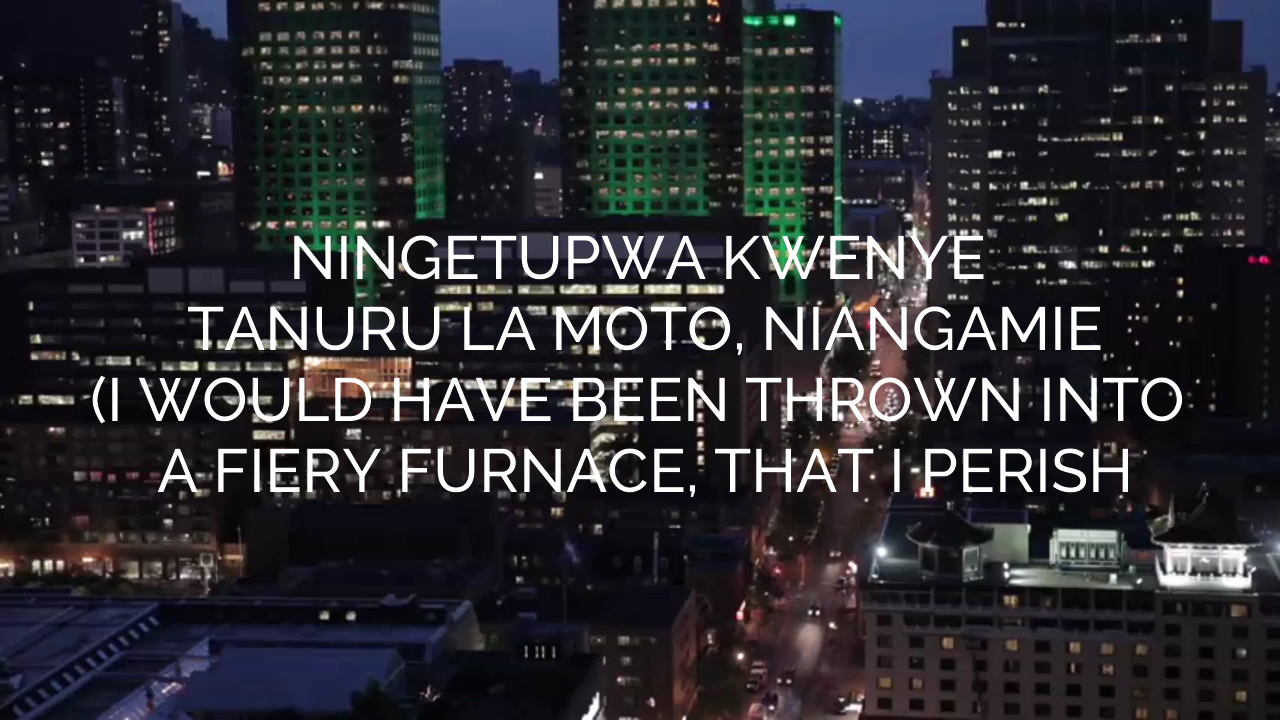 NINGETUPWA KWENYE
TANURU LA MOTO, NIANGAMIE
(I WOULD HAVE BEEN THROWN INTO
A FIERY FURNACE, THAT I PERISH